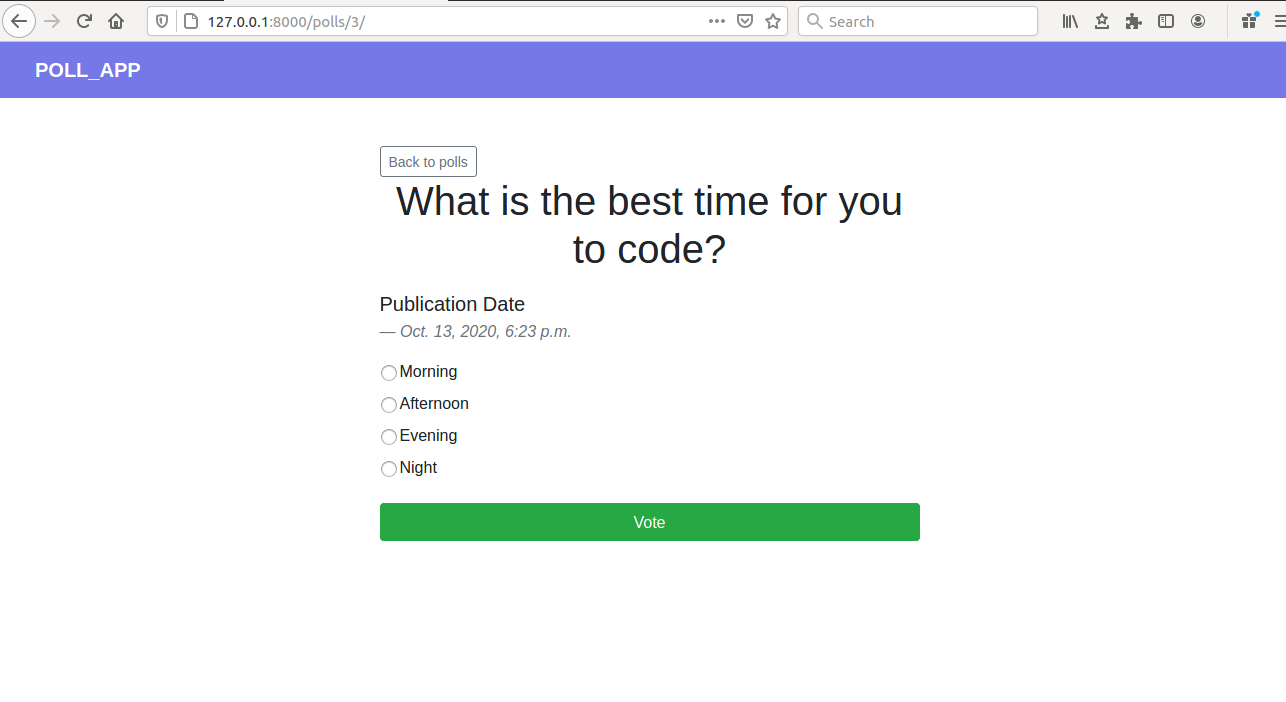 127.0.0.1:8000/polls/3/
Search
POLL_APP
Back to polls
What is the best time for you
to code?
Publication Date
— Oct. 13, 2020, 6:23 p.m.
Morning
Afternoon
Evening
Night
Vote